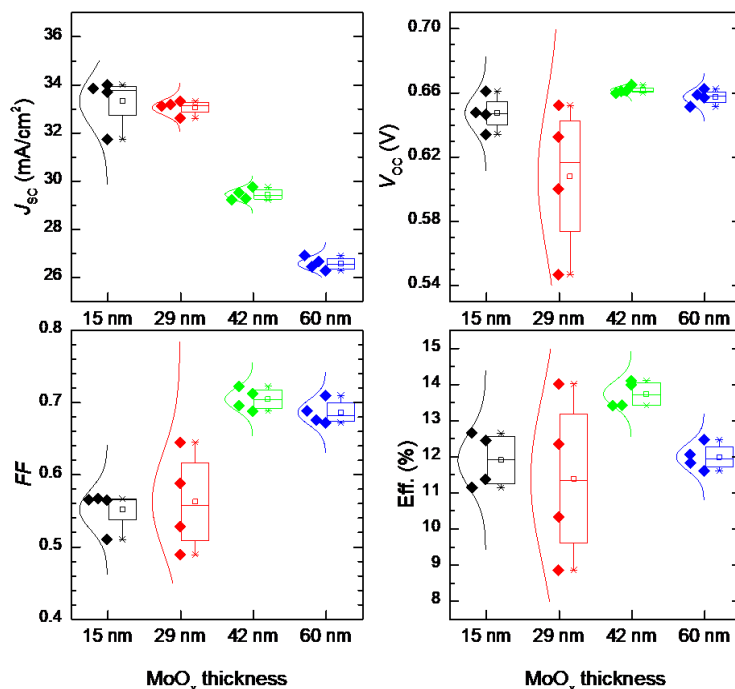 36
34
32
30
28
26
J_SC (mA/cm²)
15 nm 29 nm 42 nm 60 nm
0.70
0.66
0.62
0.58
0.54
V_OC (V)
15 nm 29 nm 42 nm 60 nm
0.8
0.7
0.6
0.5
0.4
FF
15 nm 29 nm 42 nm 60 nm
MoOₓ thickness
15
14
13
12
11
10
9
8
Eff. (%)
15 nm 29 nm 42 nm 60 nm
MoOₓ thickness